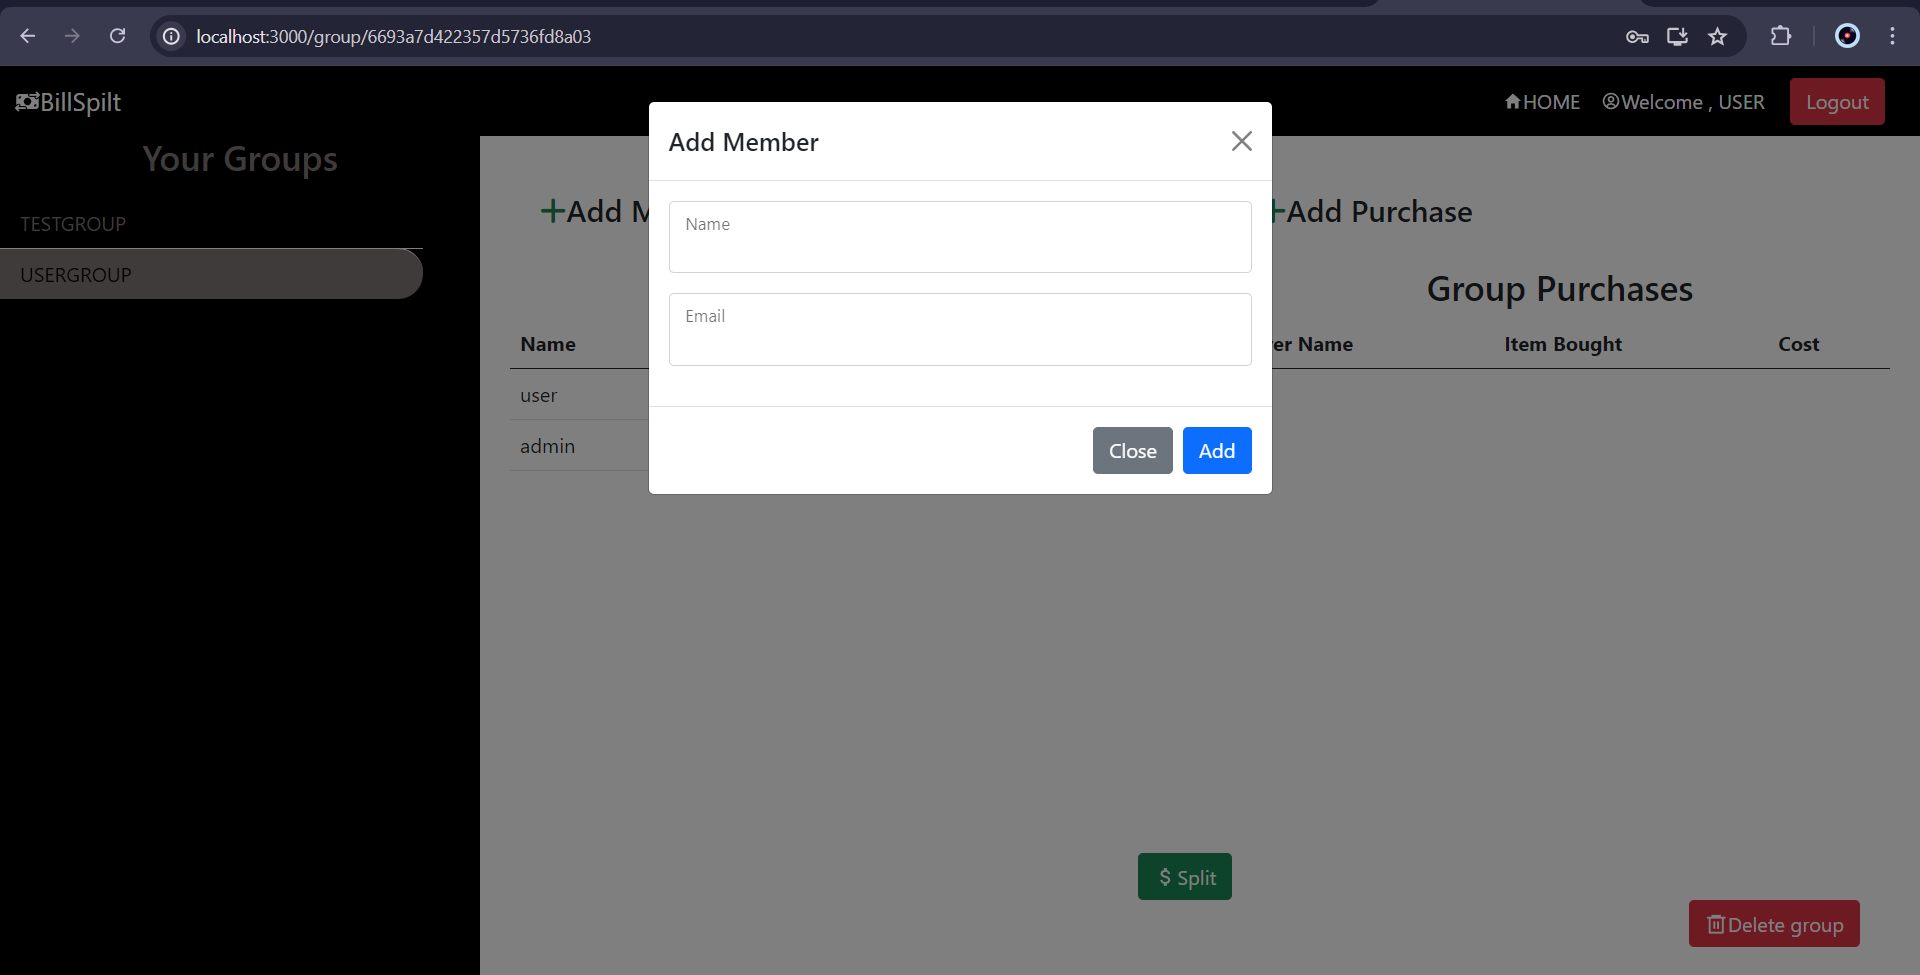 localhost:3000/group/6693a7d422357d5736fd8a03
BillSpilt
HOME
Welcome , USER
Logout
Your Groups
TESTGROUP
USERGROUP
Add Member
Name
Email
Close
Add
Add M
Add Purchase
Group Purchases
Name
er Name
Item Bought
Cost
user
admin
$ Split
Delete group